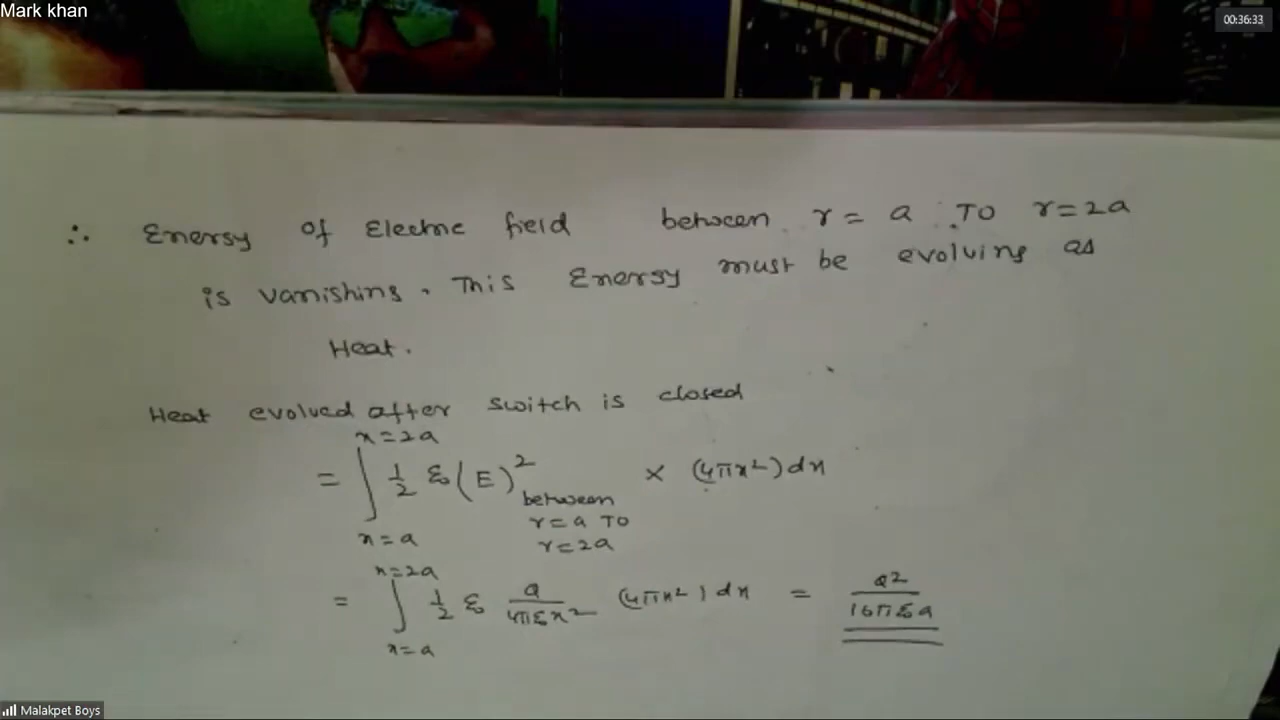 Mark khan
00:36:33
∴ Energy of Electric field between r = a TO r=2a
is vanishing. This Energy must be evolving as
Heat.
Heat evolved after switch is closed
= ∫_{x=a}^{x=2a} 1/2 ε₀(E)² between r=a TO r=2a × (4πx²)dx
= ∫_{x=a}^{x=2a} 1/2 ε₀ Q/4πε₀x² (4πx²)dx = Q²/16πε₀a
Malakpet Boys